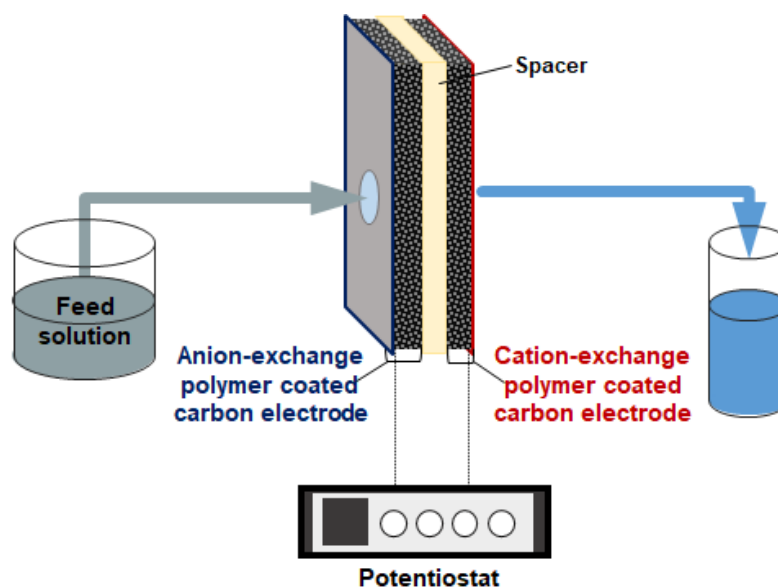 Spacer
Feed
solution
Anion-exchange
polymer coated
carbon electrode
Cation-exchange
polymer coated
carbon electrode
Potentiostat